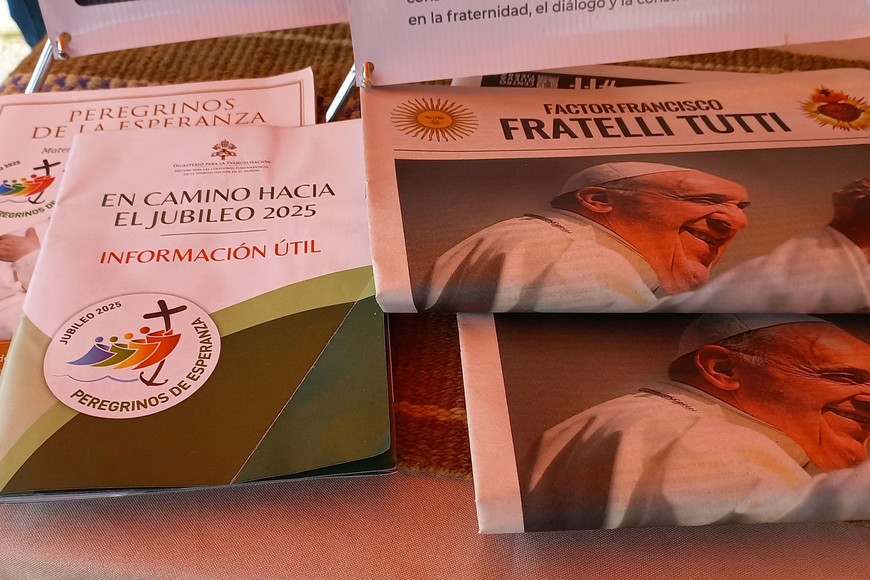 en la fraternidad, el diálogo y la
PEREGRINOS
DE LA ESPERANZA
EN CAMINO HACIA
EL JUBILEO 2025
INFORMACIÓN ÚTIL
JUBILEO 2025
PEREGRINOS DE ESPERANZA
FACTOR FRANCISCO
FRATELLI TUTTI